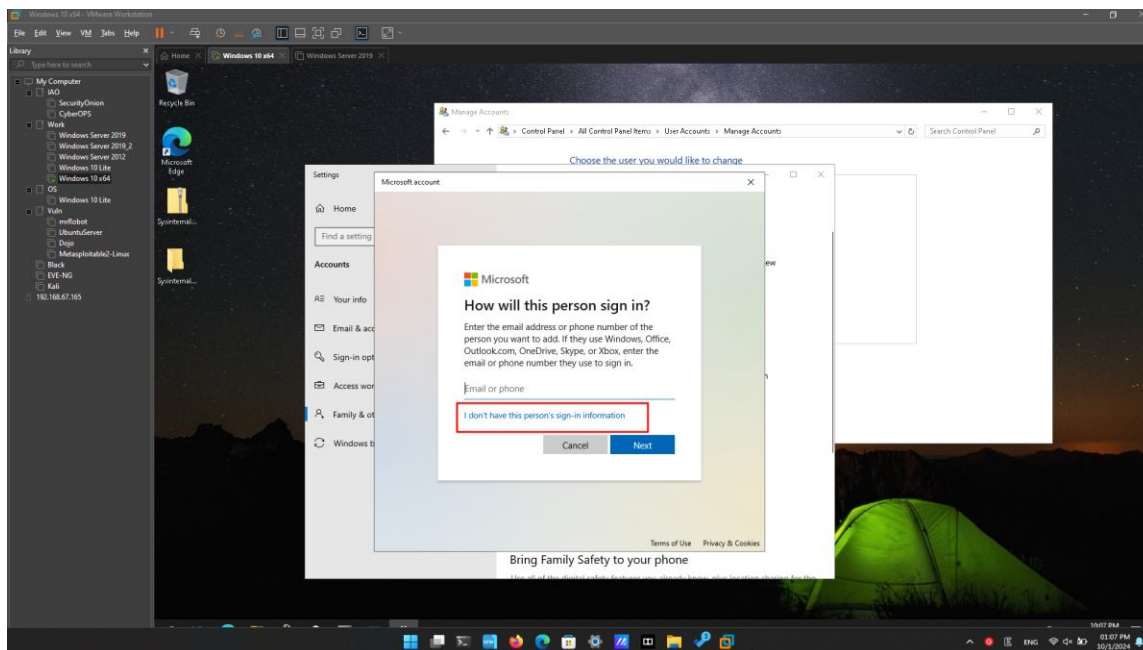 Windows 10 x64 - VMware Workstation
File Edit View VM Tabs Help
Library
Type here to search
Home
Windows 10 x64
Windows Server 2019
My Computer
IAO
SecurityOnion
CyberOPS
Work
Windows Server 2019
Windows Server 2019_2
Windows Server 2012
Windows 10 Lite
Windows 10 x64
OS
Windows 10 Lite
Vuln
mrRobot
UbuntuServer
Dojo
Metasploitable2-Linux
Black
EVE-NG
Kali
192.168.67.165
Recycle Bin
Microsoft
Edge
Sysinternal...
Sysinternal...
Manage Accounts
Control Panel > All Control Panel Items > User Accounts > Manage Accounts
Search Control Panel
Choose the user you would like to change
Settings
Home
Find a setting
Accounts
Your info
Email & acc
Sign-in opt
Access wor
Family & ot
Windows b
Microsoft account
Microsoft
How will this person sign in?
Enter the email address or phone number of the
person you want to add. If they use Windows, Office,
Outlook.com, OneDrive, Skype, or Xbox, enter the
email or phone number they use to sign in.
Email or phone
I don't have this person's sign-in information
Cancel Next
Terms of Use Privacy & Cookies
ew
n
Bring Family Safety to your phone
10:07 PM
ENG
01:07 PM
10/1/2024